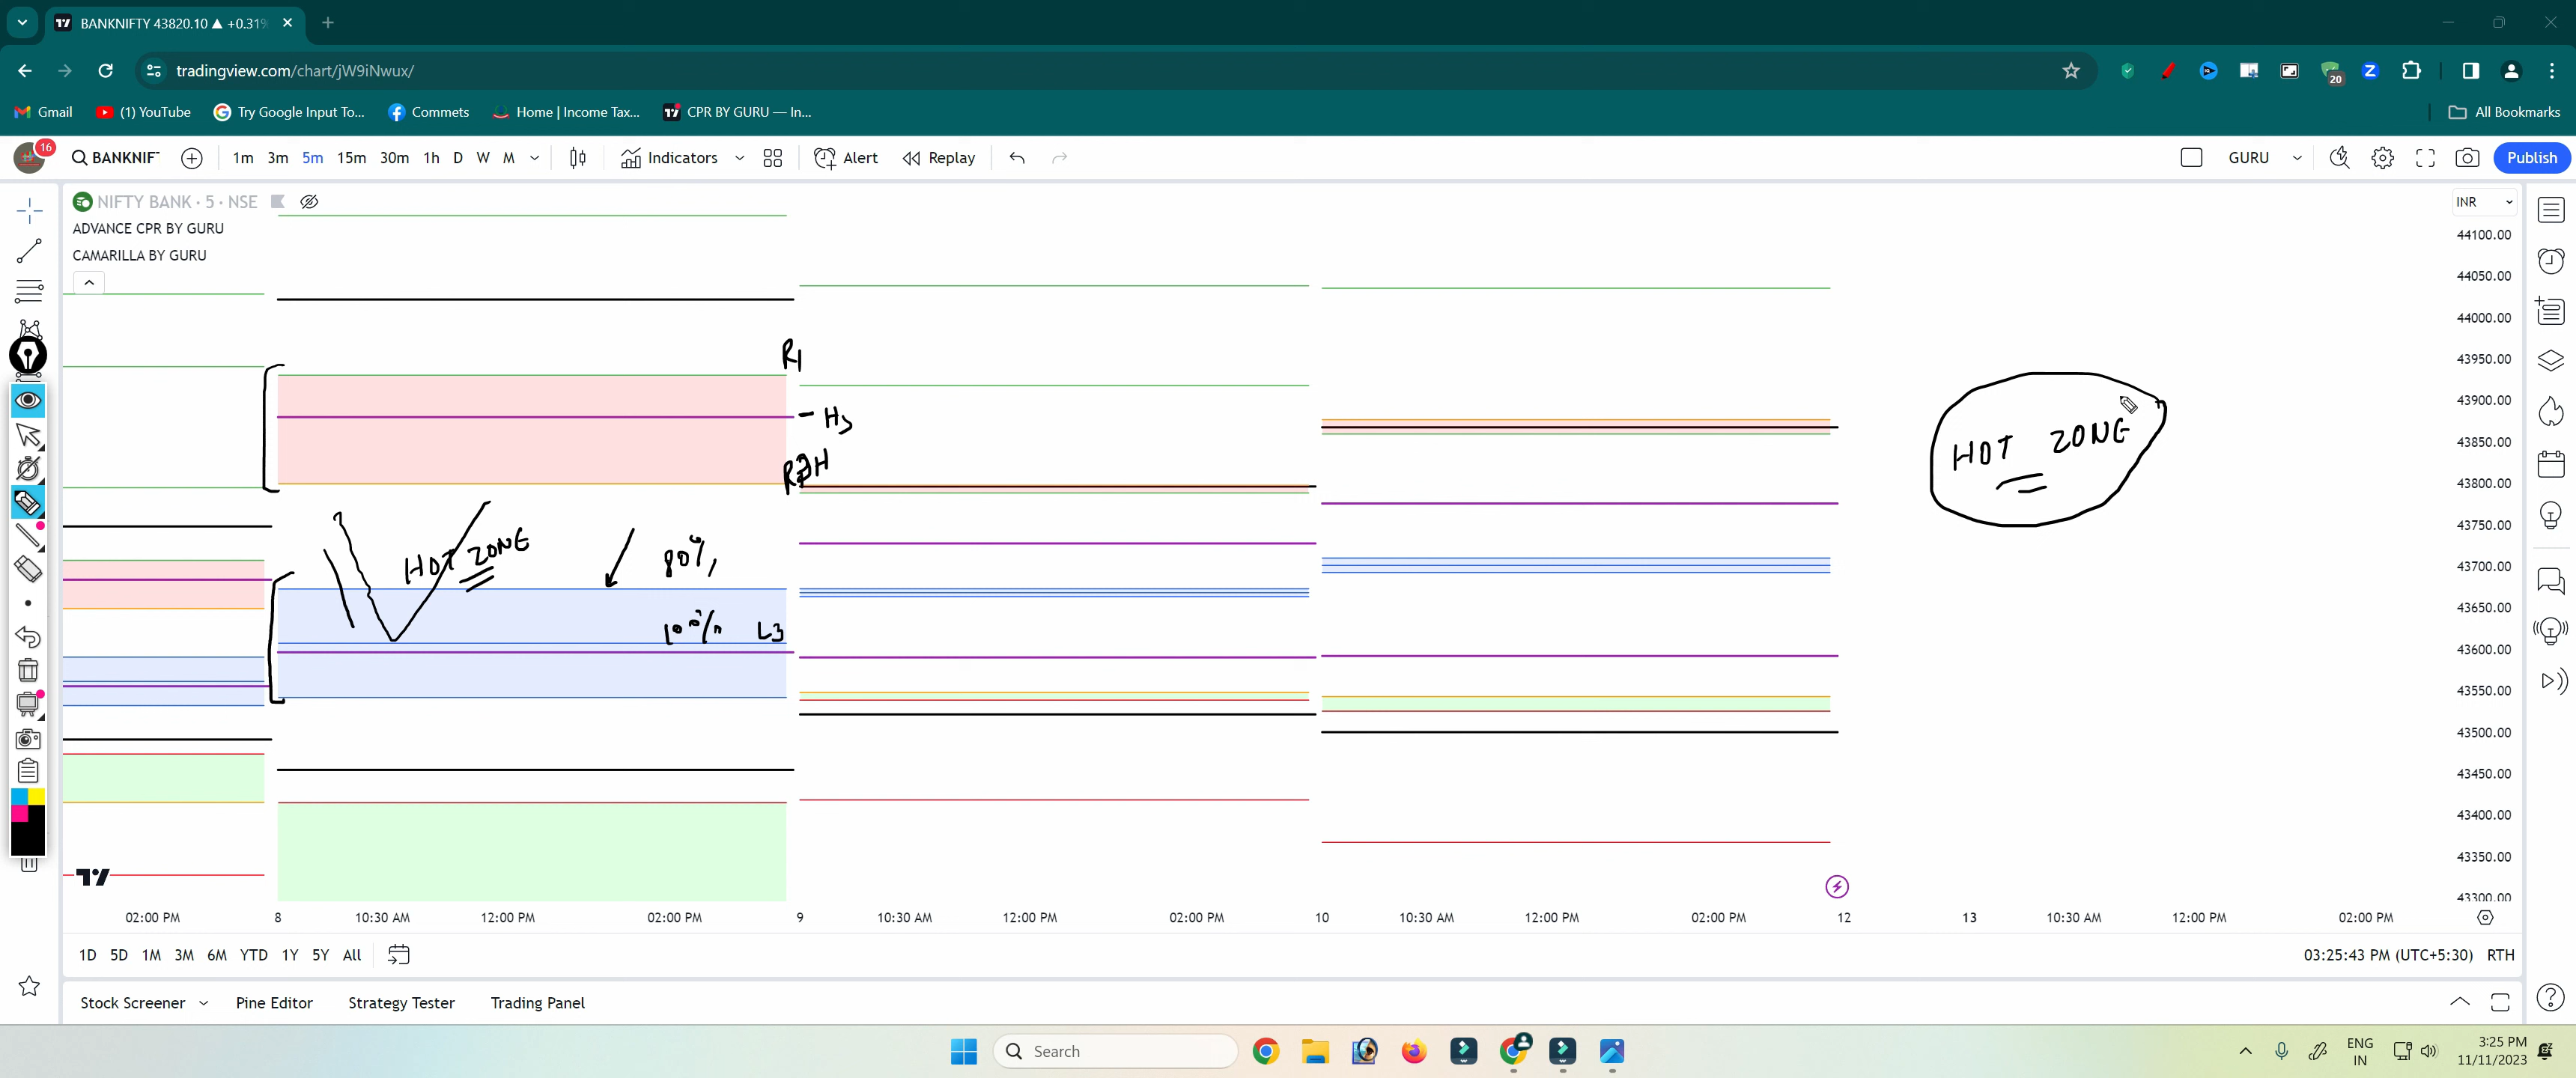 BANKNIFTY 43820.10 ▲ +0.31%
tradingview.com/chart/jW9iNwux/
20
Gmail
(1) YouTube
Try Google Input To...
Commets
Home | Income Tax...
CPR BY GURU — In...
All Bookmarks
16
BANKNIF
1m 3m 5m 15m 30m 1h D W M
Indicators
Alert
Replay
GURU
Publish
NIFTY BANK · 5 · NSE
ADVANCE CPR BY GURU
CAMARILLA BY GURU
INR
44100.00
44050.00
44000.00
43950.00
43900.00
43850.00
43800.00
43750.00
43700.00
43650.00
43600.00
43550.00
43500.00
43450.00
43400.00
43350.00
43300.00
R1
- H3
HOT ZONE
HOT ZONE
80%
100% L3
02:00 PM 8 10:30 AM 12:00 PM 02:00 PM 9 10:30 AM 12:00 PM 02:00 PM 10 10:30 AM 12:00 PM 02:00 PM 12 13 10:30 AM 12:00 PM 02:00 PM
1D 5D 1M 3M 6M YTD 1Y 5Y All
03:25:43 PM (UTC+5:30) RTH
Stock Screener Pine Editor Strategy Tester Trading Panel
Search
ENG
IN
3:25 PM
11/11/2023